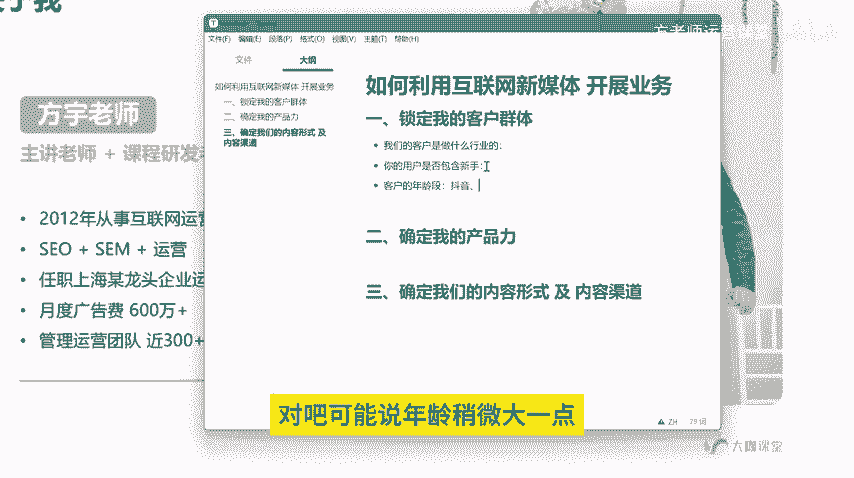 于我
方老师运营课堂
方宇老师
主讲老师 + 课程研发
• 2012年从事互联网运营
• SEO + SEM + 运营
• 任职上海某龙头企业运
• 月度广告费 600万+
• 管理运营团队 近300+
T
文件(F) 编辑(E) 段落(P) 格式(O) 视图(V) 主题(T) 帮助(H)
文件 大纲
如何利用互联网新媒体 开展业务
一、锁定我的客户群体
二、确定我的产品力
三、确定我们的内容形式 及
内容渠道
如何利用互联网新媒体 开展业务
一、锁定我的客户群体
• 我们的客户是做什么行业的:
• 你的用户是否包含新手:
• 客户的年龄段: 抖音、
二、确定我的产品力
三、确定我们的内容形式 及 内容渠道
ZH 79 词
对吧可能说年龄稍微大一点
大咖课堂